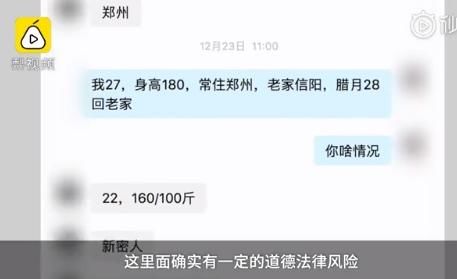 郑州
梨视频
12月23日 11:00
我27，身高180，常住郑州，老家信阳，腊月28
回老家
你啥情况
22，160/100斤
新密人
这里面确实有一定的道德法律风险